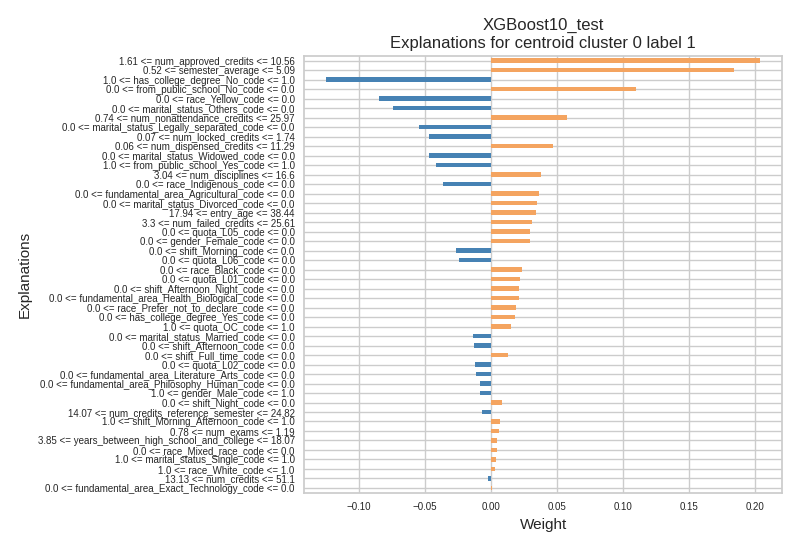 XGBoost10_test
Explanations for centroid cluster 0 label 1
1.61 <= num_approved_credits <= 10.56
0.52 <= semester_average <= 5.09
1.0 <= has_college_degree_No_code <= 1.0
0.0 <= from_public_school_No_code <= 0.0
0.0 <= race_Yellow_code <= 0.0
0.0 <= marital_status_Others_code <= 0.0
0.74 <= num_nonattendance_credits <= 25.97
0.0 <= marital_status_Legally_separated_code <= 0.0
0.07 <= num_locked_credits <= 1.74
0.06 <= num_dispensed_credits <= 11.29
0.0 <= marital_status_Widowed_code <= 0.0
1.0 <= from_public_school_Yes_code <= 1.0
3.04 <= num_disciplines <= 16.6
0.0 <= race_Indigenous_code <= 0.0
0.0 <= fundamental_area_Agricultural_code <= 0.0
0.0 <= marital_status_Divorced_code <= 0.0
17.94 <= entry_age <= 38.44
3.3 <= num_failed_credits <= 25.61
0.0 <= quota_L05_code <= 0.0
0.0 <= gender_Female_code <= 0.0
0.0 <= shift_Morning_code <= 0.0
0.0 <= quota_L06_code <= 0.0
0.0 <= race_Black_code <= 0.0
0.0 <= quota_L01_code <= 0.0
0.0 <= shift_Afternoon_Night_code <= 0.0
0.0 <= fundamental_area_Health_Biological_code <= 0.0
0.0 <= race_Prefer_not_to_declare_code <= 0.0
0.0 <= has_college_degree_Yes_code <= 0.0
1.0 <= quota_OC_code <= 1.0
0.0 <= marital_status_Married_code <= 0.0
0.0 <= shift_Afternoon_code <= 0.0
0.0 <= shift_Full_time_code <= 0.0
0.0 <= quota_L02_code <= 0.0
0.0 <= fundamental_area_Literature_Arts_code <= 0.0
0.0 <= fundamental_area_Philosophy_Human_code <= 0.0
1.0 <= gender_Male_code <= 1.0
0.0 <= shift_Night_code <= 0.0
14.07 <= num_credits_reference_semester <= 24.82
1.0 <= shift_Morning_Afternoon_code <= 1.0
0.78 <= num_exams <= 1.19
3.85 <= years_between_high_school_and_college <= 18.07
0.0 <= race_Mixed_race_code <= 0.0
1.0 <= marital_status_Single_code <= 1.0
1.0 <= race_White_code <= 1.0
13.13 <= num_credits <= 51.1
0.0 <= fundamental_area_Exact_Technology_code <= 0.0
Explanations
−0.10 −0.05 0.00 0.05 0.10 0.15 0.20
Weight